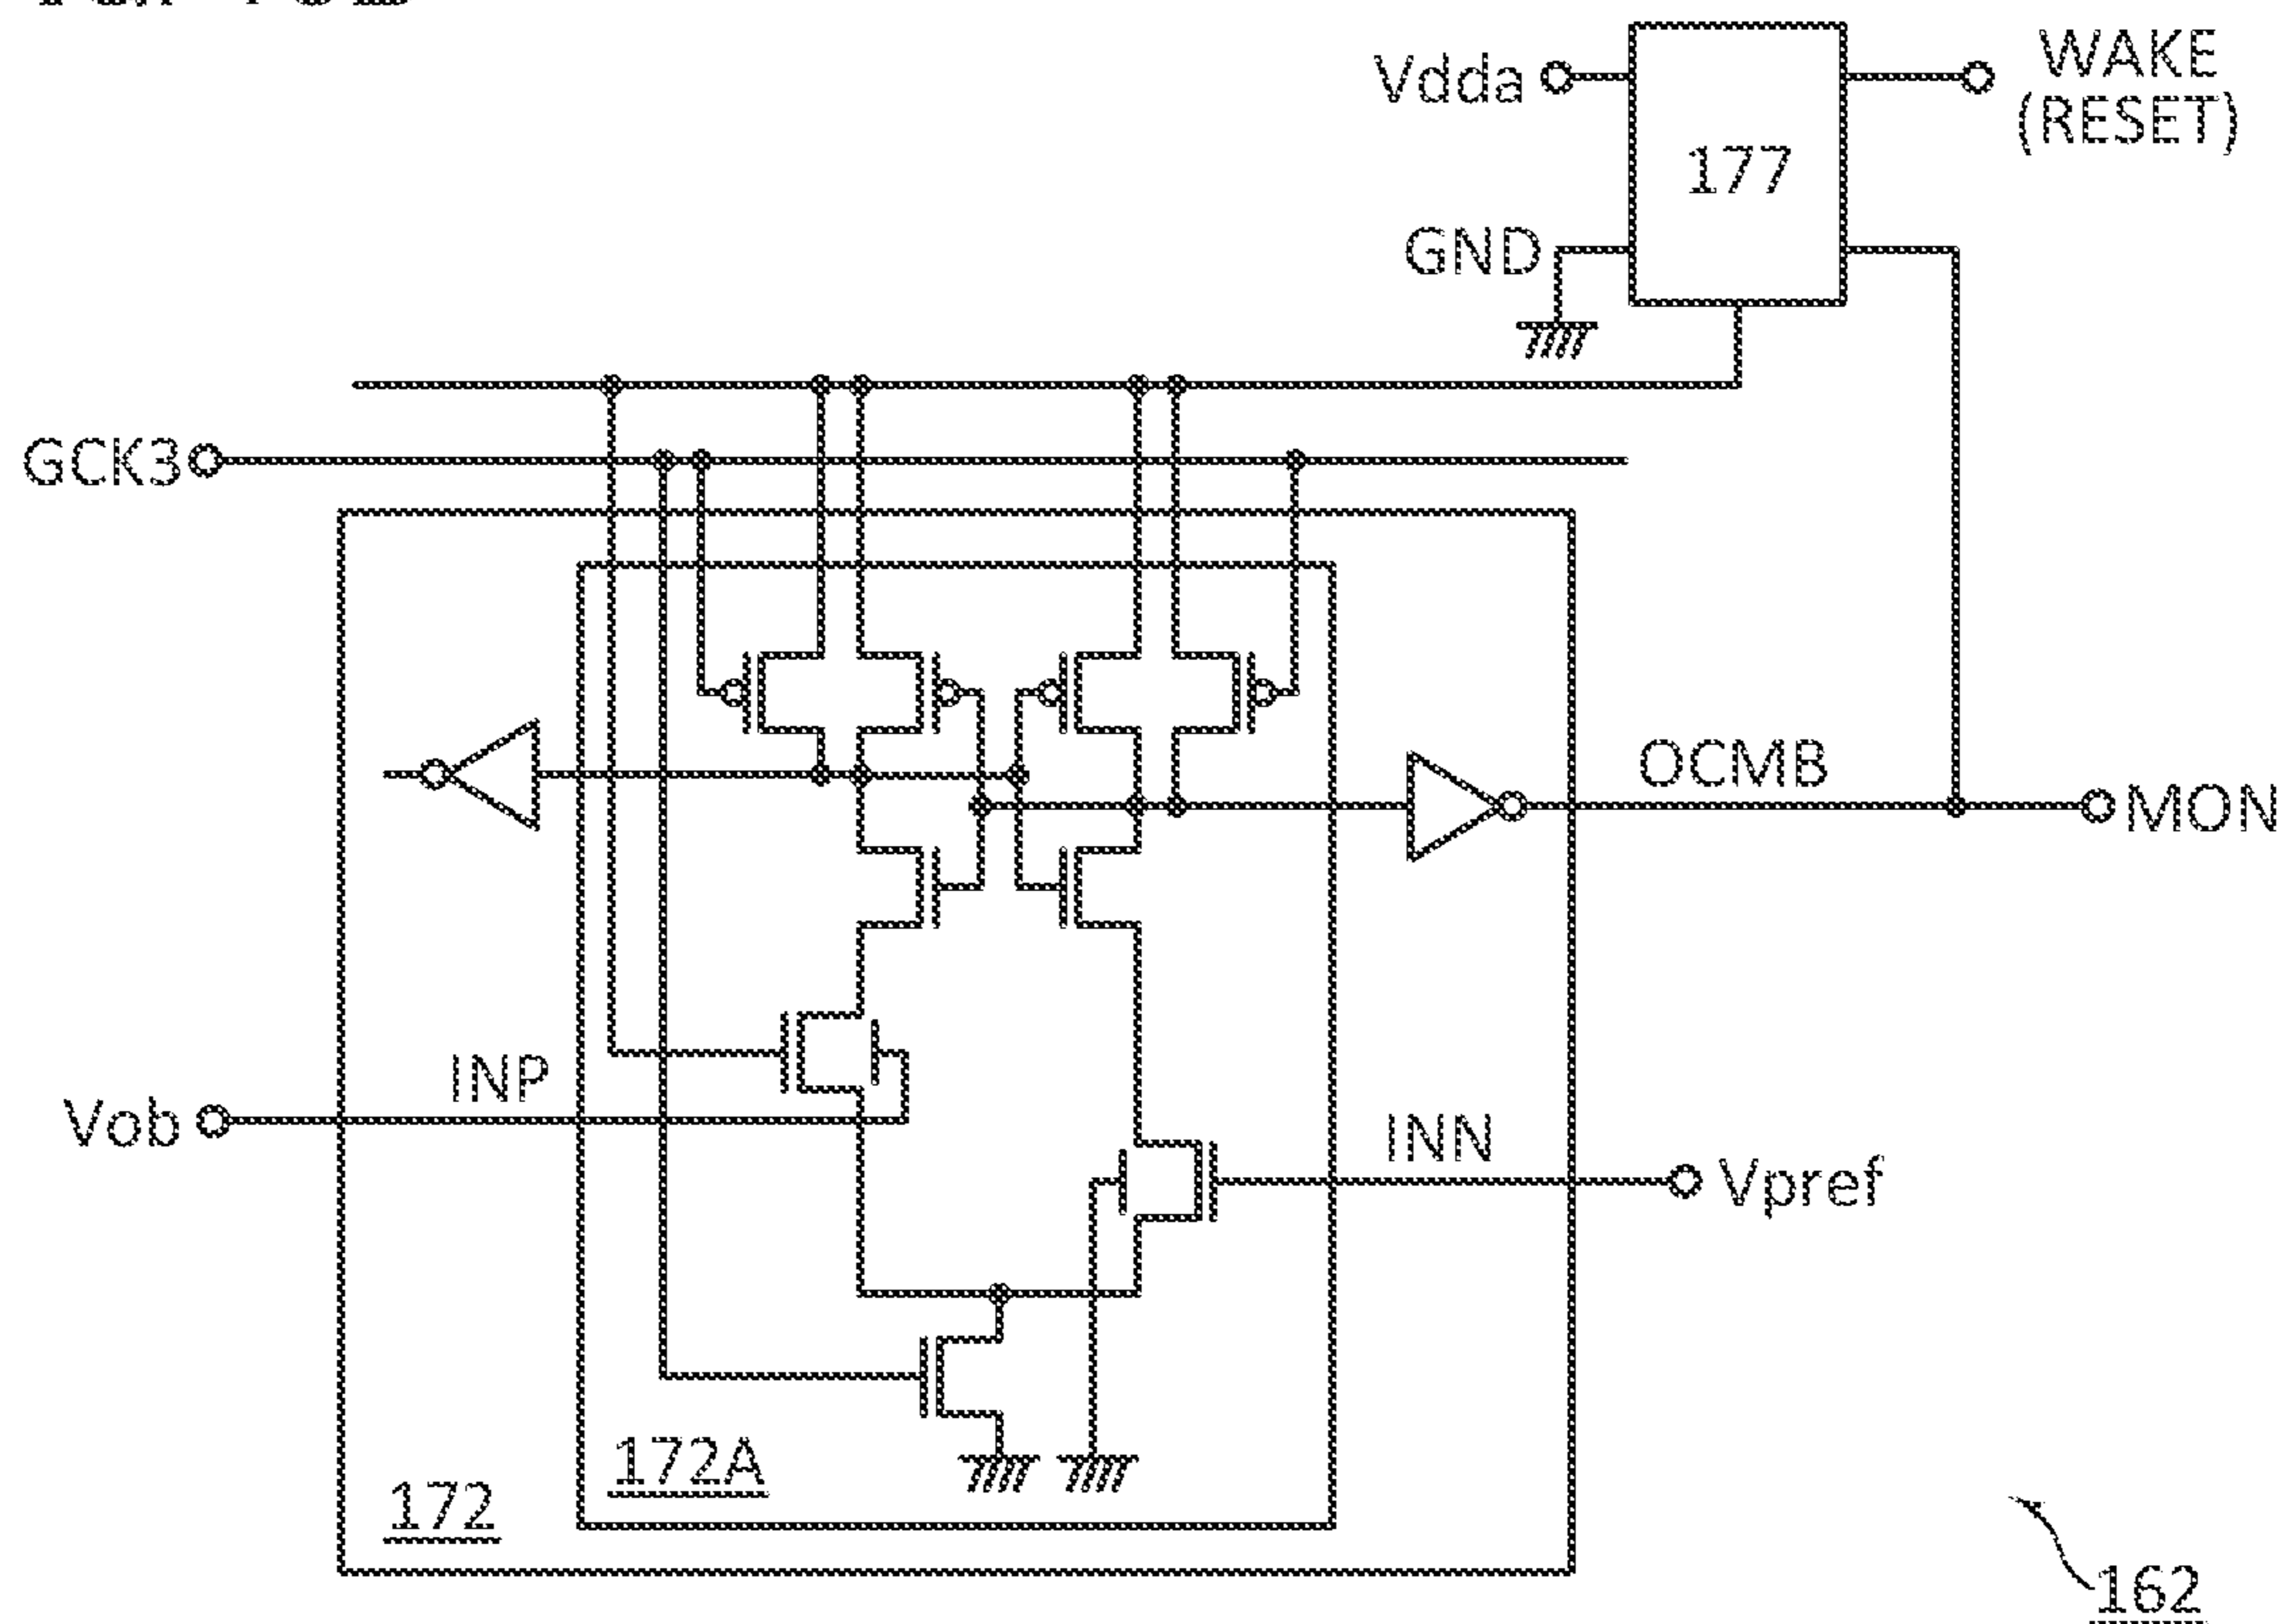 Vdda
WAKE
(RESET)
177
GND
GCK3
OCMB
MON
INP
Vob
INN
Vpref
172A
172
162